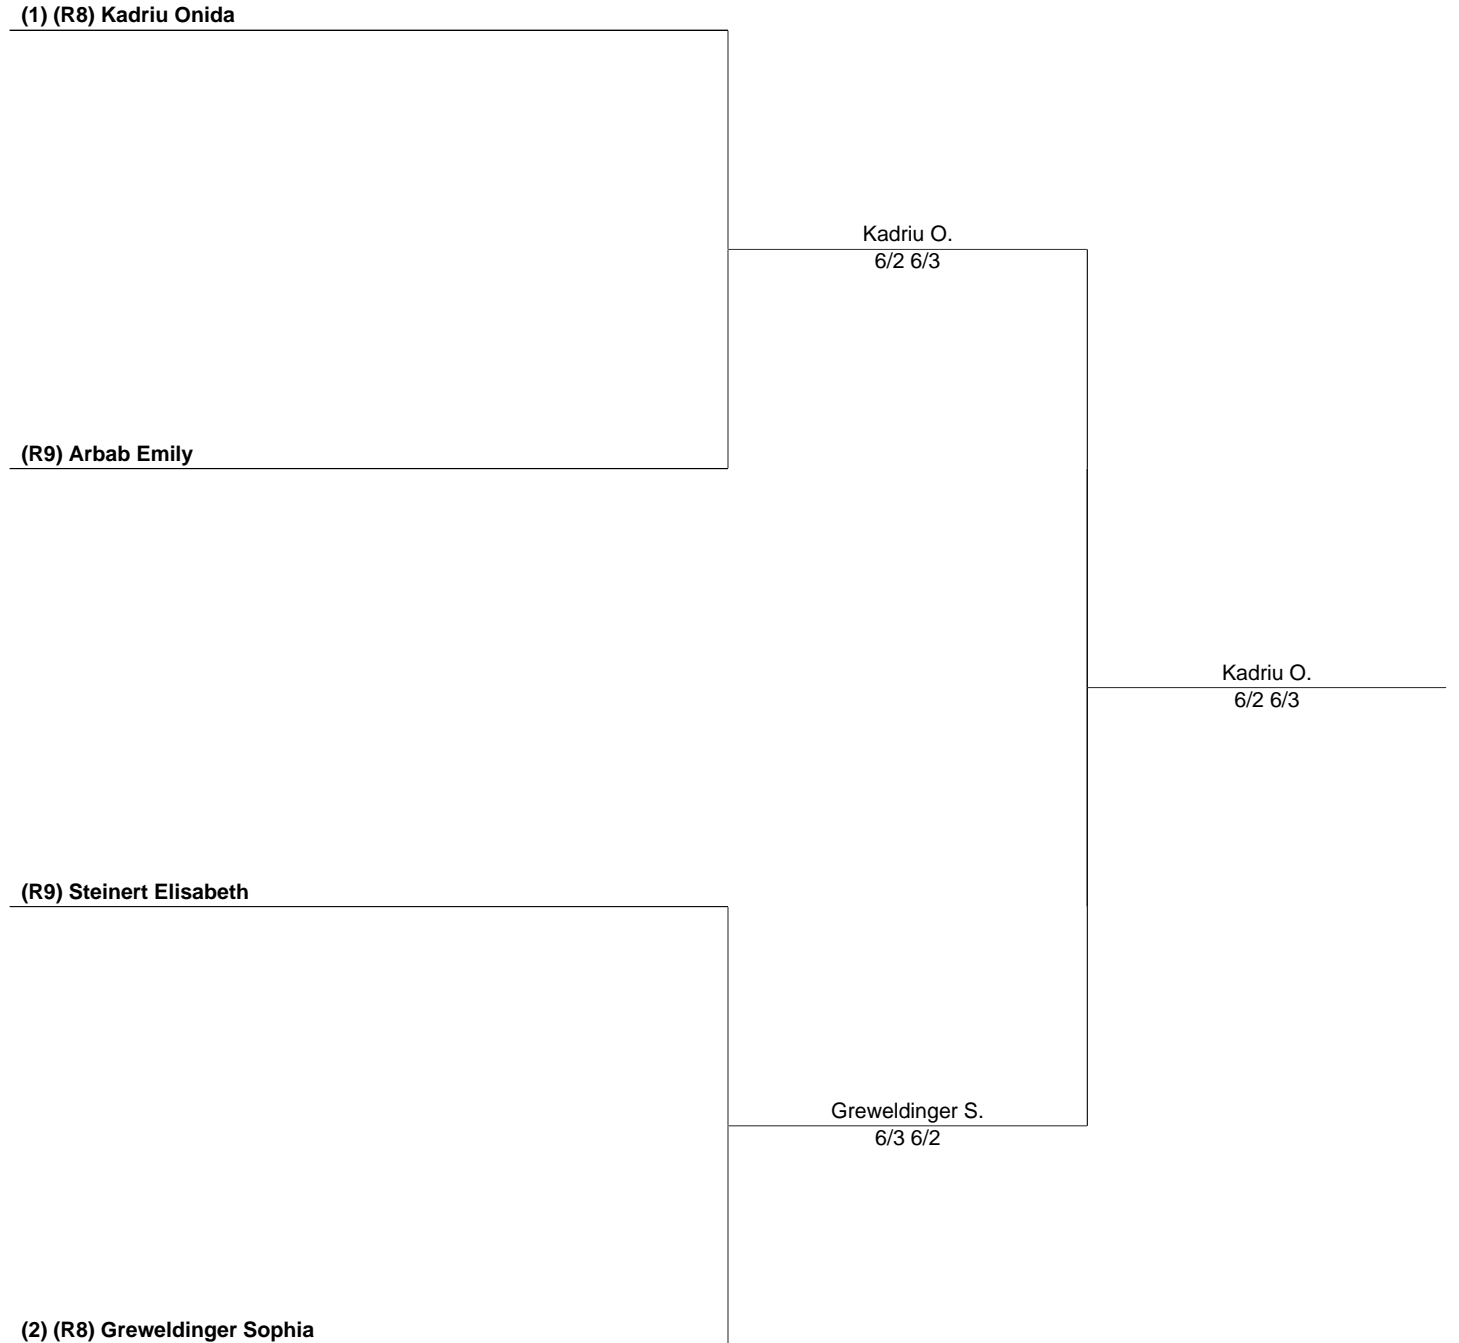 (1) (R8) Kadriu Onida
Kadriu O.
6/2 6/3
(R9) Arbab Emily
Kadriu O.
6/2 6/3
(R9) Steinert Elisabeth
Greweldinger S.
6/3 6/2
(2) (R8) Greweldinger Sophia